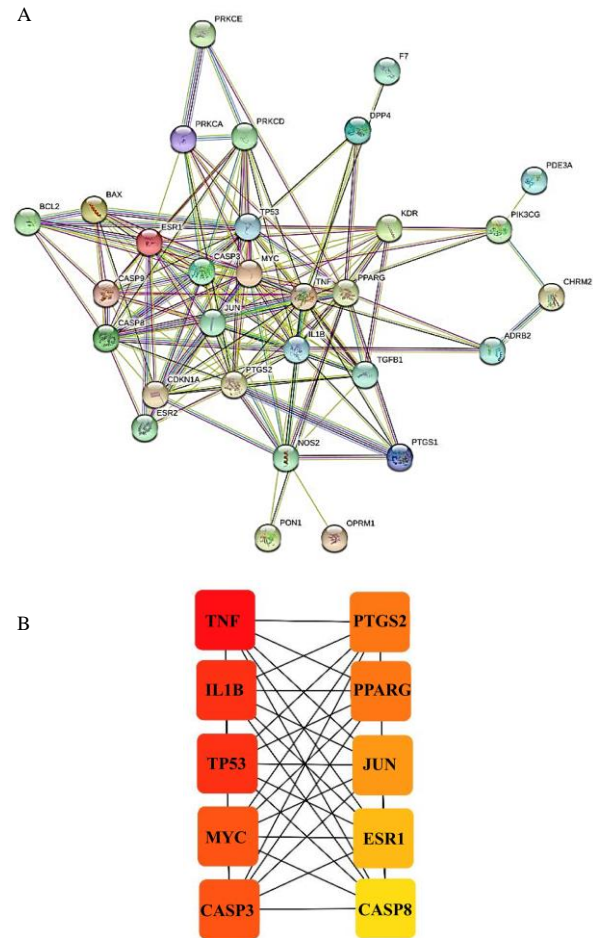 A
PRKCE
F7
DPP4
PRKCA
PRKCD
PDE3A
BAX
BCL2
ESR1
TP53
KDR
PIK3CG
CASP3
MYC
CASP9
TNF
PPARG
CHRM2
JUN
CASP8
IL1B
ADRB2
CDKN1A
PTGS2
TGFB1
ESR2
NOS2
PTGS1
PON1
OPRM1
B
TNF
PTGS2
IL1B
PPARG
TP53
JUN
MYC
ESR1
CASP3
CASP8